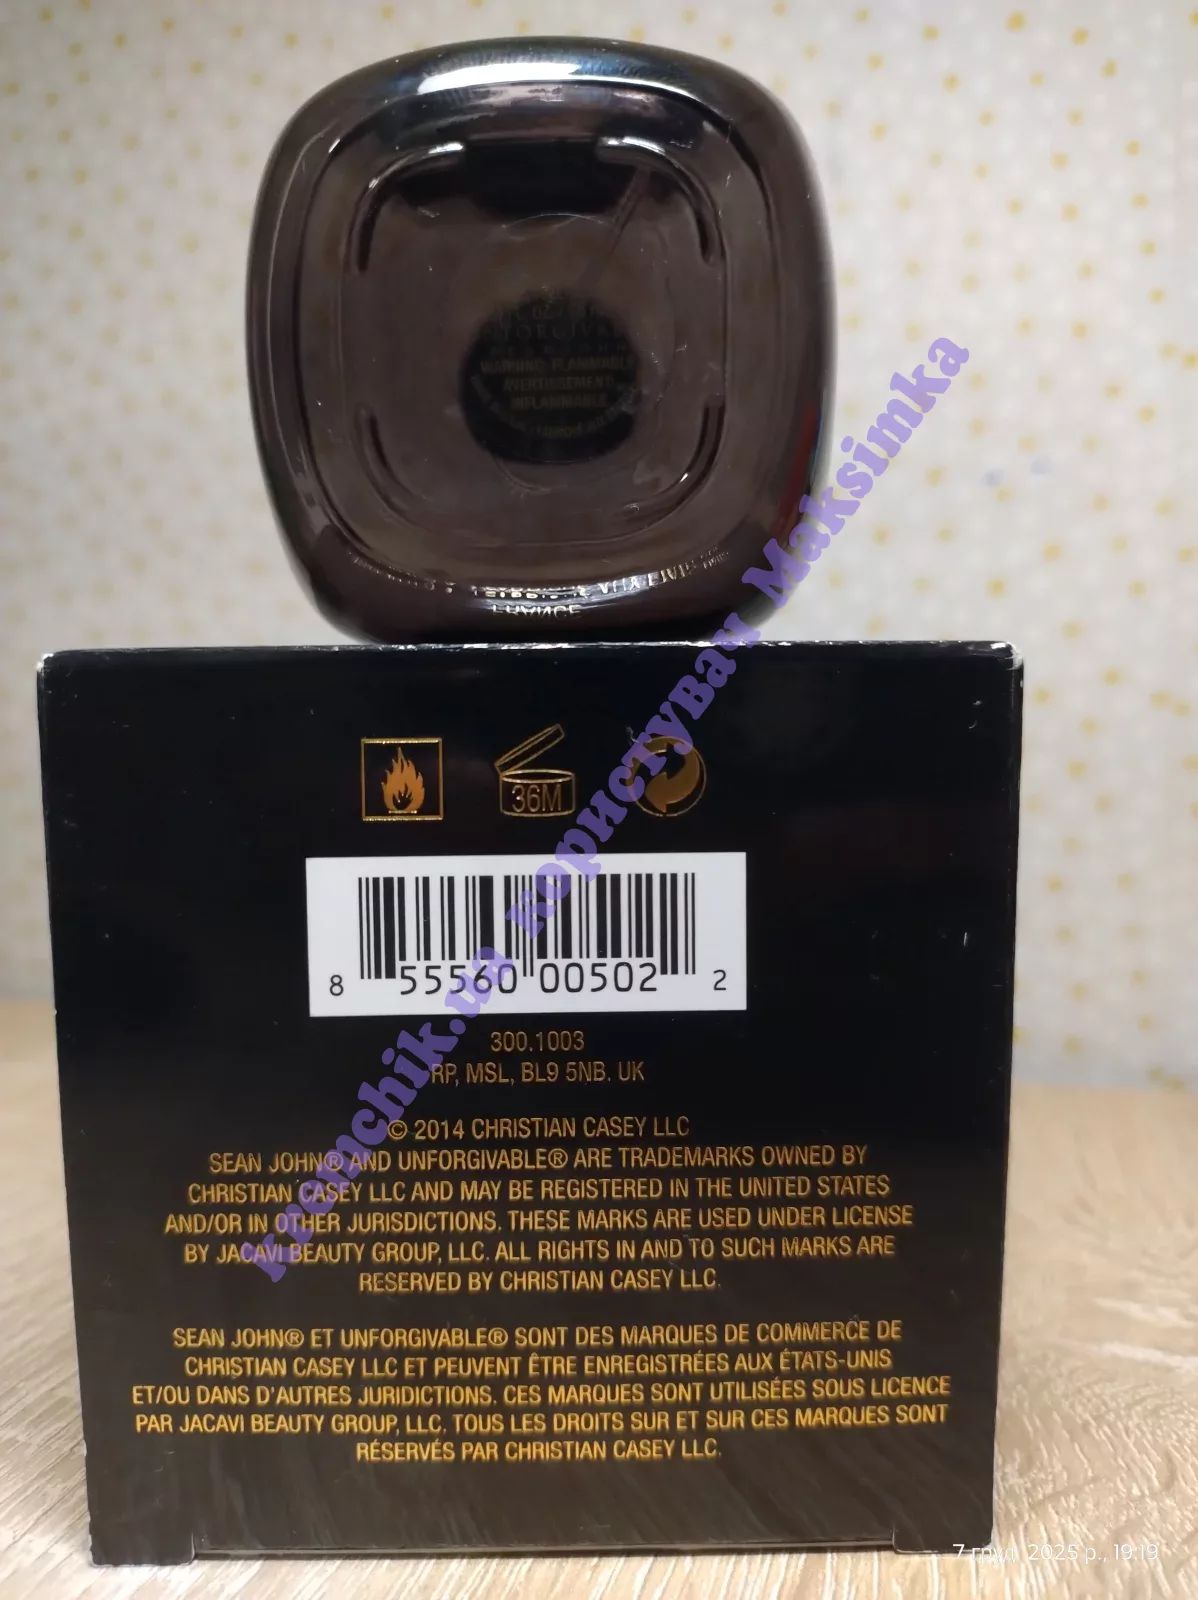 FORGIVE
WARNING: FLAMMABLE
AVERTISSEMENT:
INFLAMMABLE
FRANCE
36M
8 55560 00502 2
300.1003
RP, MSL, BL9 5NB. UK
© 2014 CHRISTIAN CASEY LLC
SEAN JOHN® AND UNFORGIVABLE® ARE TRADEMARKS OWNED BY
CHRISTIAN CASEY LLC AND MAY BE REGISTERED IN THE UNITED STATES
AND/OR IN OTHER JURISDICTIONS. THESE MARKS ARE USED UNDER LICENSE
BY JACAVI BEAUTY GROUP, LLC. ALL RIGHTS IN AND TO SUCH MARKS ARE
RESERVED BY CHRISTIAN CASEY LLC.
SEAN JOHN® ET UNFORGIVABLE® SONT DES MARQUES DE COMMERCE DE
CHRISTIAN CASEY LLC ET PEUVENT ÊTRE ENREGISTRÉES AUX ÉTATS-UNIS
ET/OU DANS D'AUTRES JURIDICTIONS. CES MARQUES SONT UTILISÉES SOUS LICENCE
PAR JACAVI BEAUTY GROUP, LLC. TOUS LES DROITS SUR ET SUR CES MARQUES SONT
RÉSERVÉS PAR CHRISTIAN CASEY LLC.
kremchik.ua користувач Maksimka
7 груд. 2025 р., 19:19